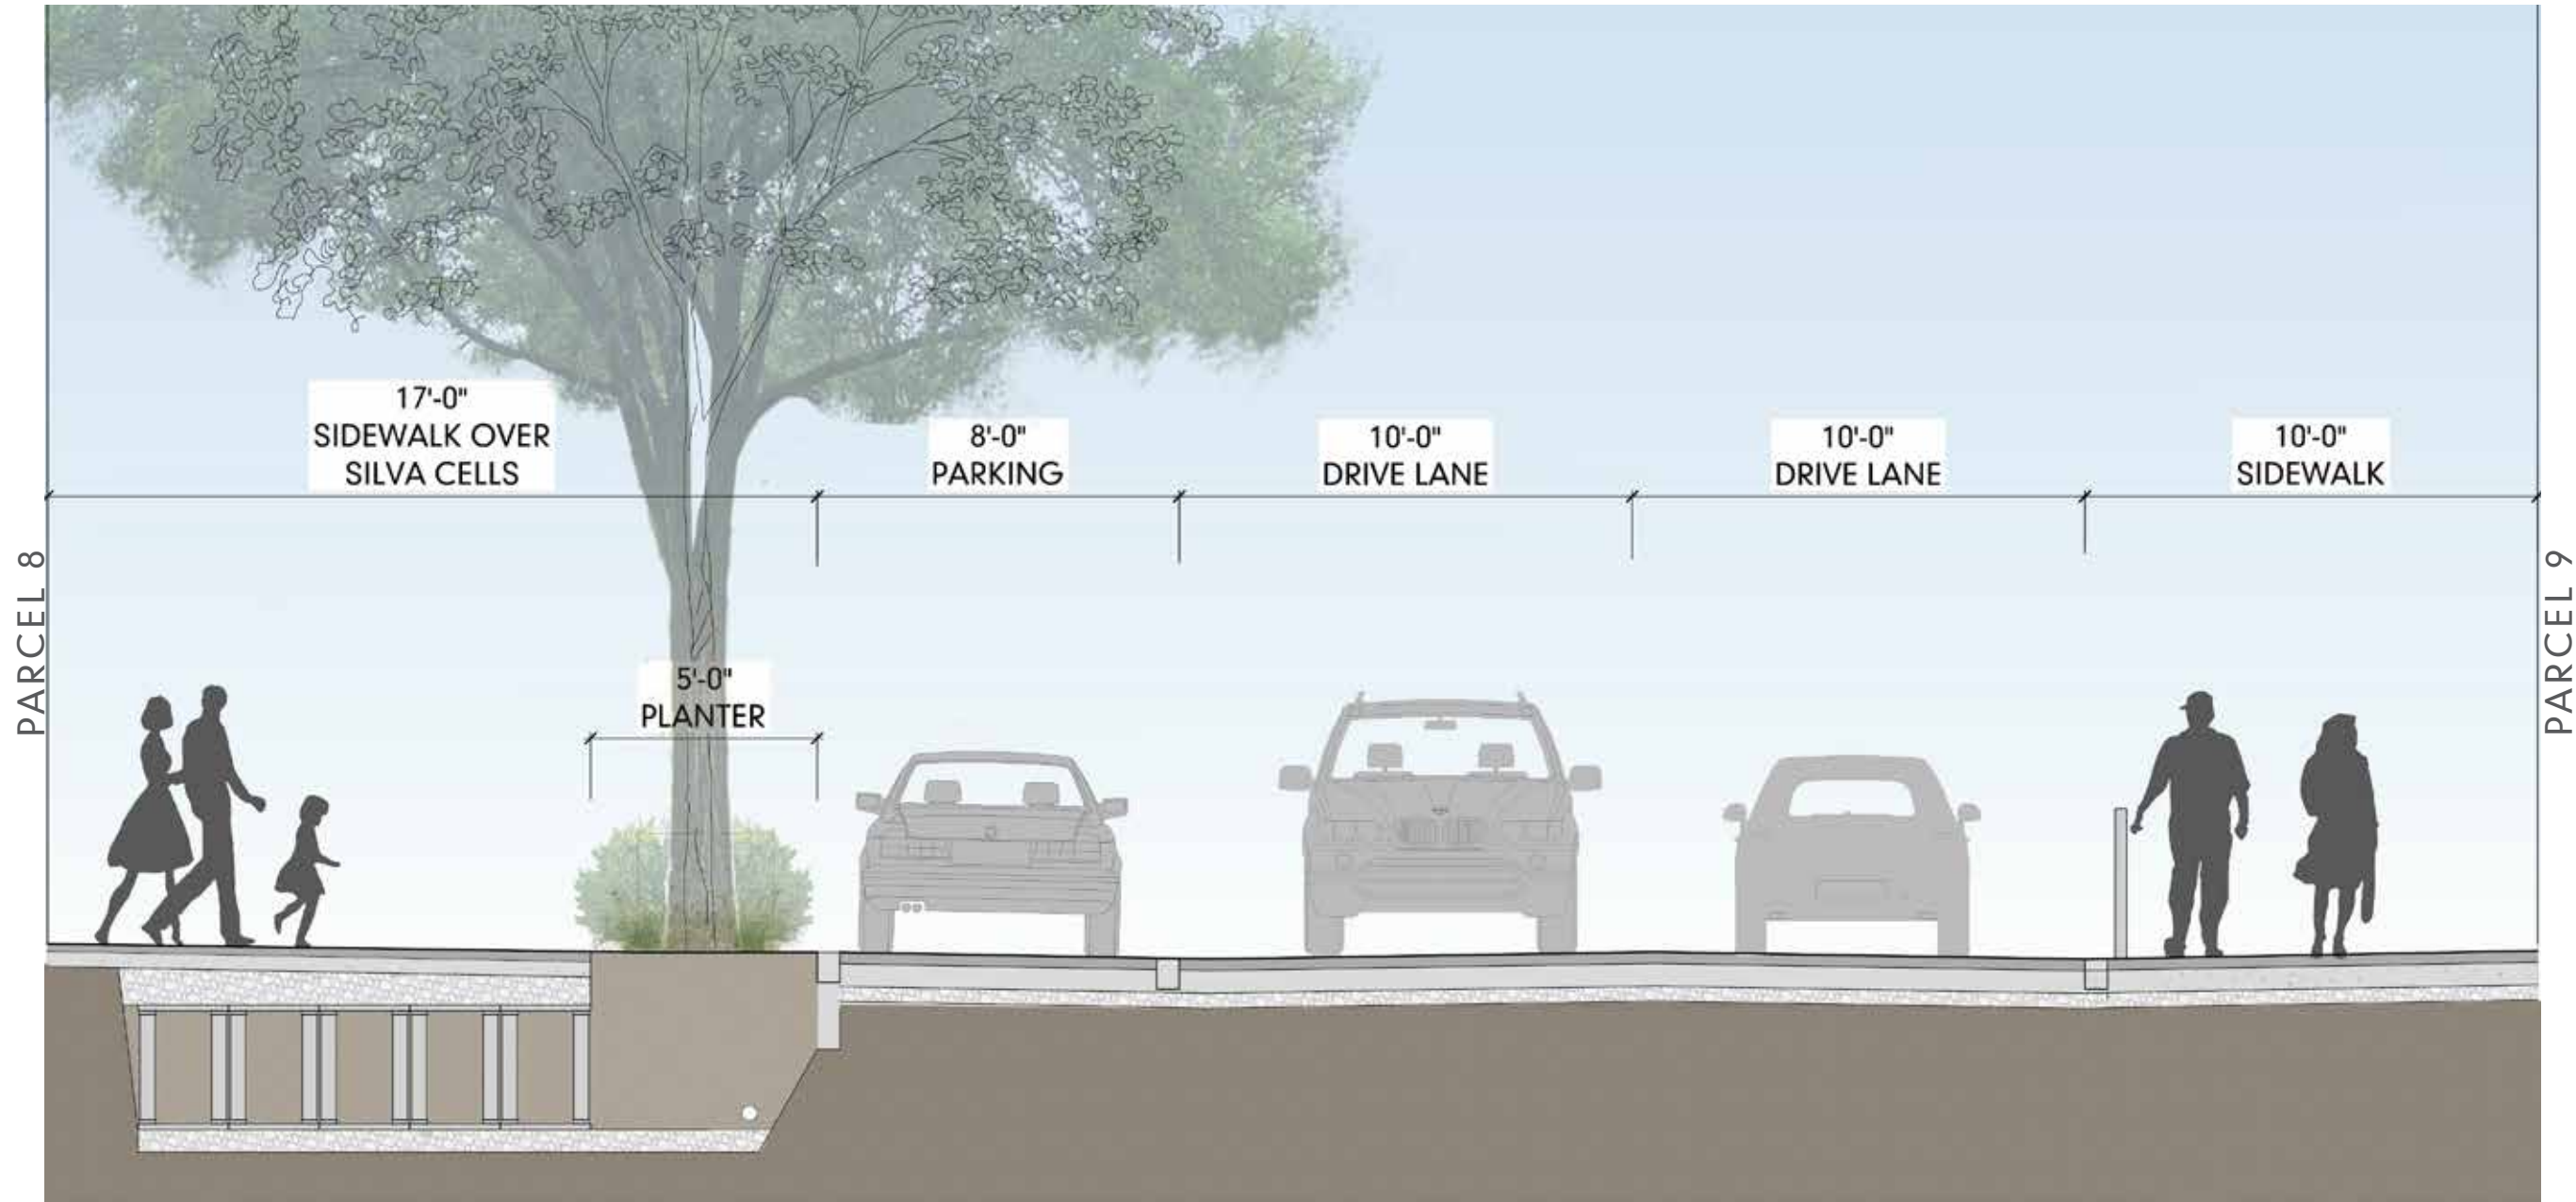 17'-0"
SIDEWALK OVER
SILVA CELLS
8'-0"
PARKING
10'-0"
DRIVE LANE
10'-0"
DRIVE LANE
10'-0"
SIDEWALK
PARCEL 8
5'-0"
PLANTER
PARCEL 9